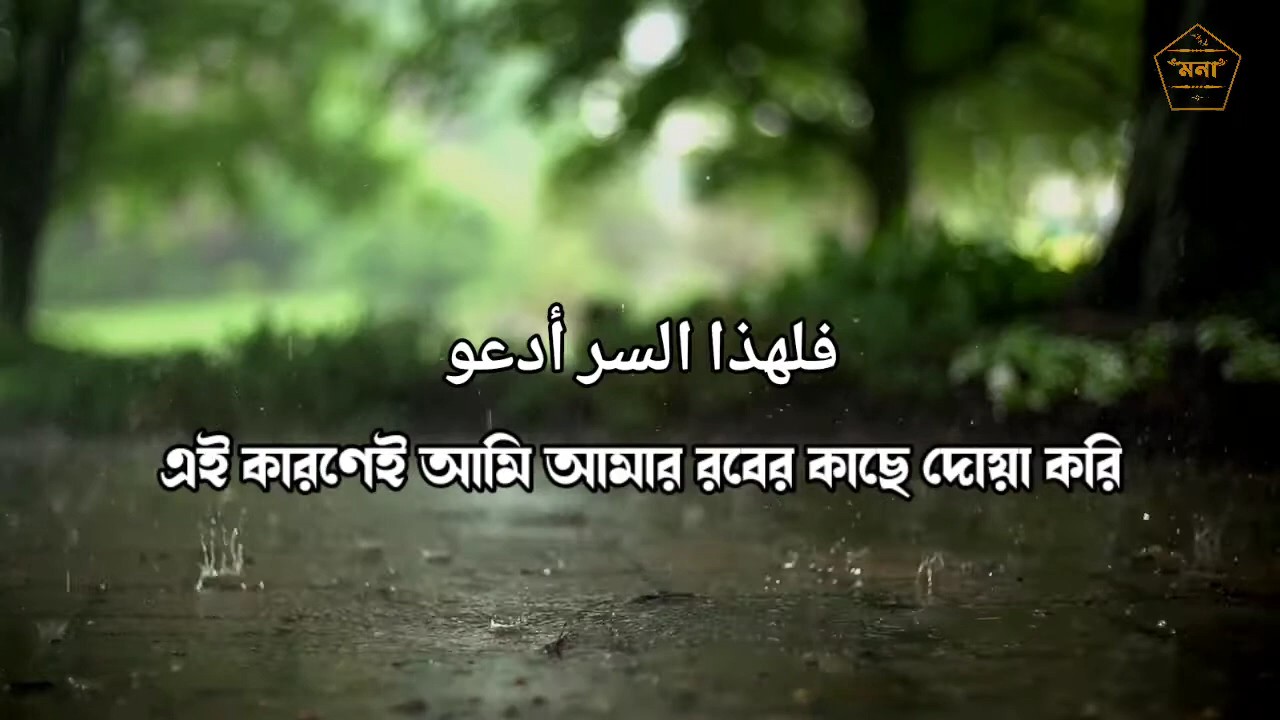 মনা
فلهذا السر أدعو
এই কারণেই আমি আমার রবের কাছে দোয়া করি